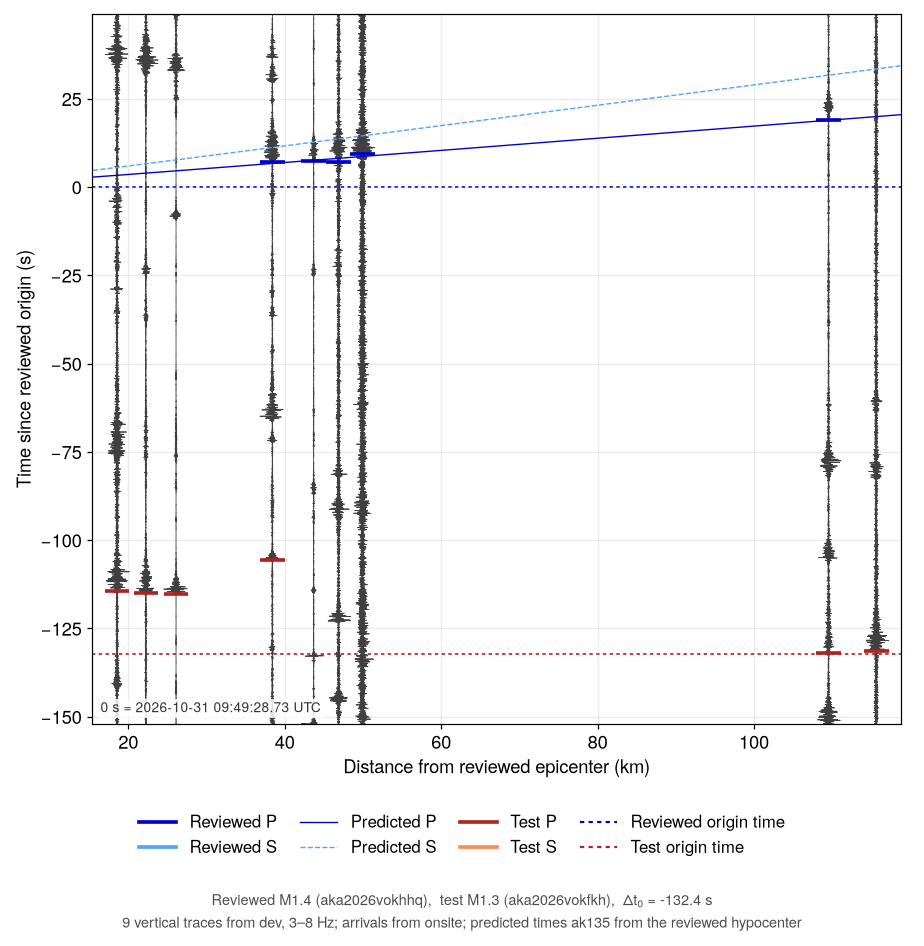 25
0
−25
−50
−75
−100
−125
−150
Time since reviewed origin (s)
0 s = 2026-10-31 09:49:28.73 UTC
20 40 60 80 100
Distance from reviewed epicenter (km)
Reviewed P Predicted P Test P Reviewed origin time
Reviewed S Predicted S Test S Test origin time
Reviewed M1.4 (aka2026vokhhq), test M1.3 (aka2026vokfkh), Δt₀ = -132.4 s
9 vertical traces from dev, 3–8 Hz; arrivals from onsite; predicted times ak135 from the reviewed hypocenter